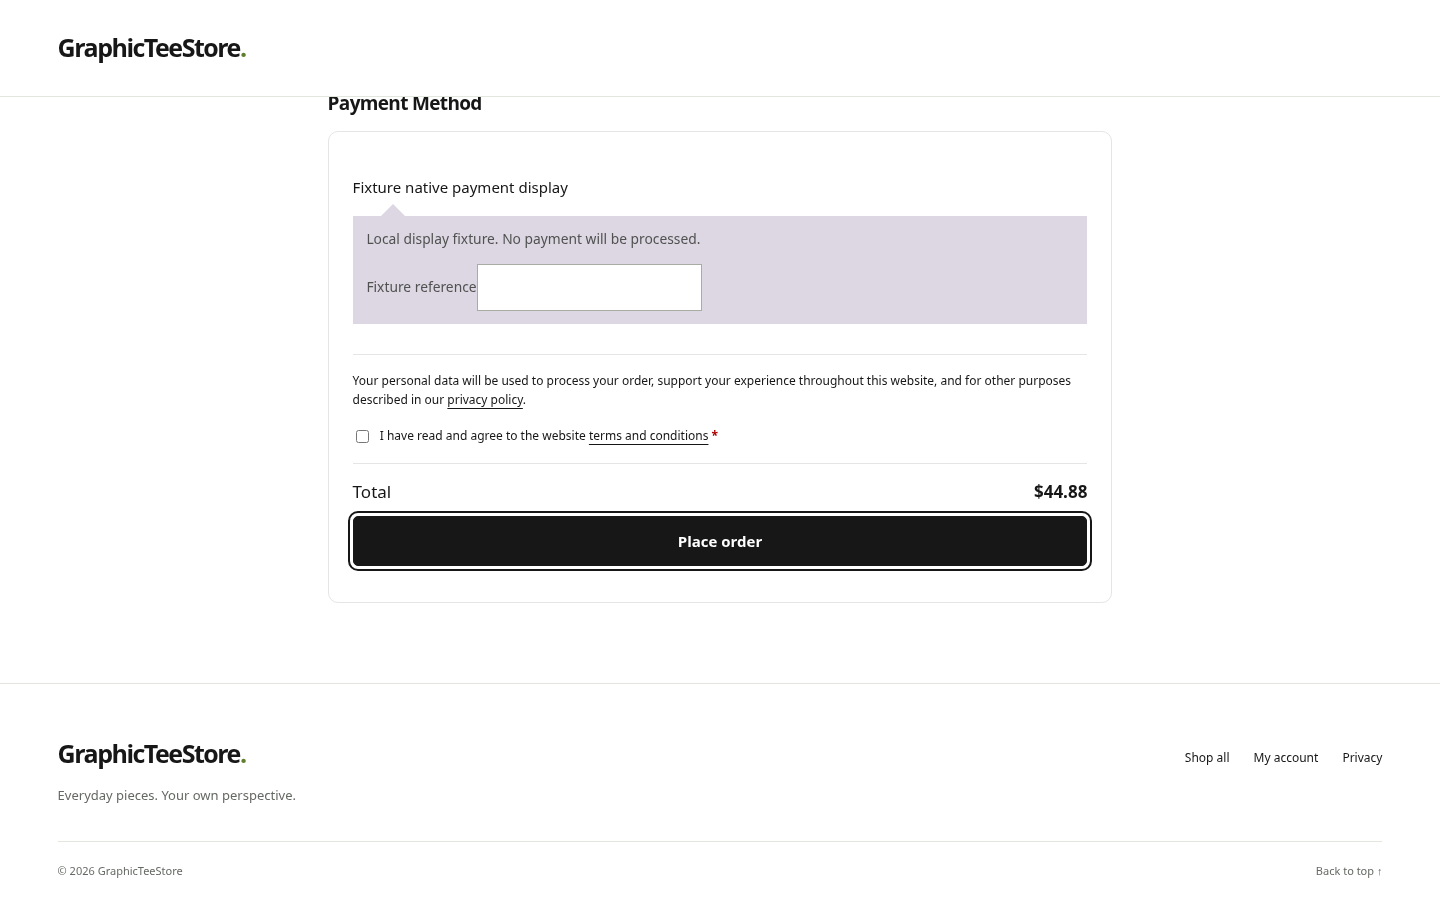 GraphicTeeStore.
Payment Method
Fixture native payment display
Local display fixture. No payment will be processed.
Fixture reference
Your personal data will be used to process your order, support your experience throughout this website, and for other purposes
described in our privacy policy.
I have read and agree to the website terms and conditions *
Total $44.88
Place order
GraphicTeeStore.
Shop all My account Privacy
Everyday pieces. Your own perspective.
© 2026 GraphicTeeStore
Back to top ↑